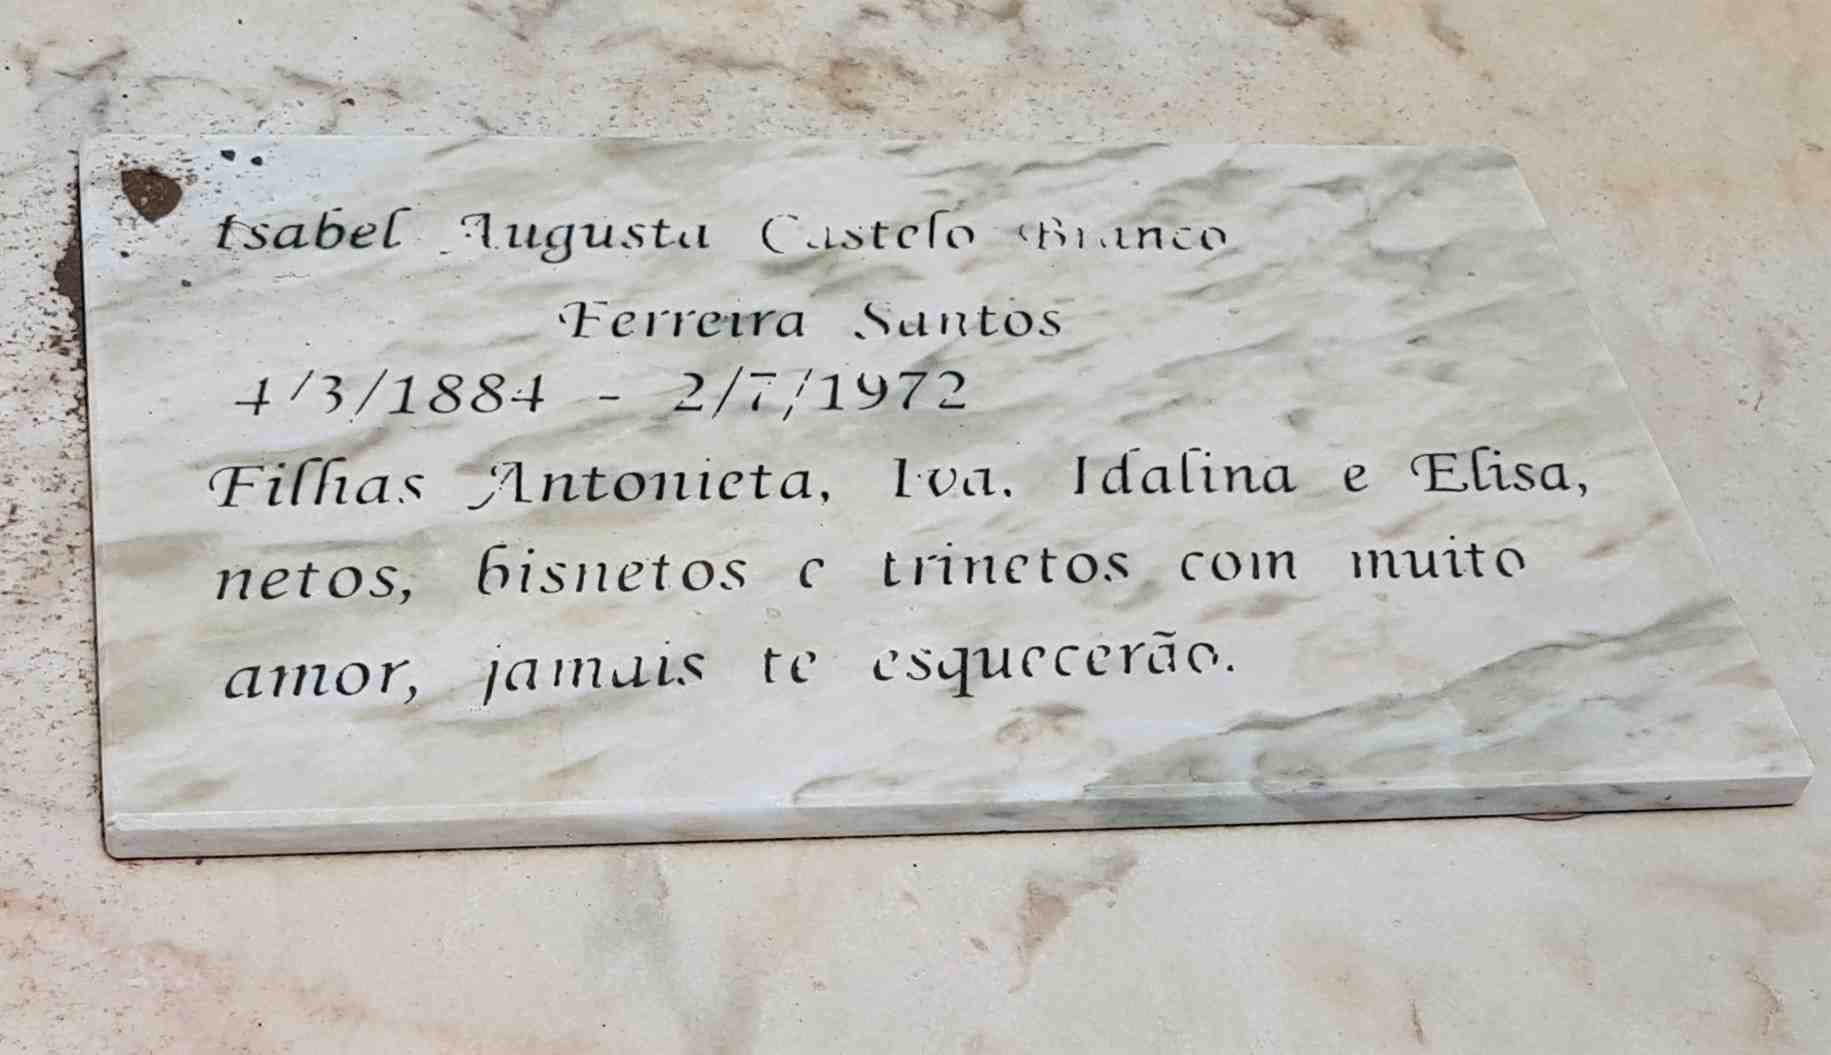 Isabel Augusta Castelo Branco
Ferreira Santos
4/3/1884 - 2/7/1972
Filhas Antonieta, Iva, Idalina e Elisa,
netos, bisnetos e trinetos com muito
amor, jamais te esquecerão.